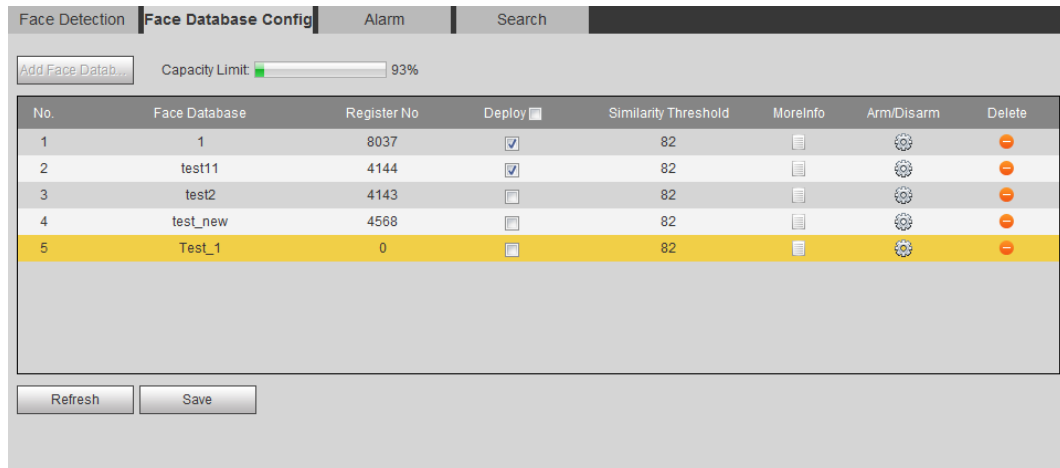 Face Detection Face Database Config Alarm Search
Add Face Datab... Capacity Limit: 93%
No. Face Database Register No Deploy Similarity Threshold MoreInfo Arm/Disarm Delete
1 1 8037 82
2 test11 4144 82
3 test2 4143 82
4 test_new 4568 82
5 Test_1 0 82
Refresh Save